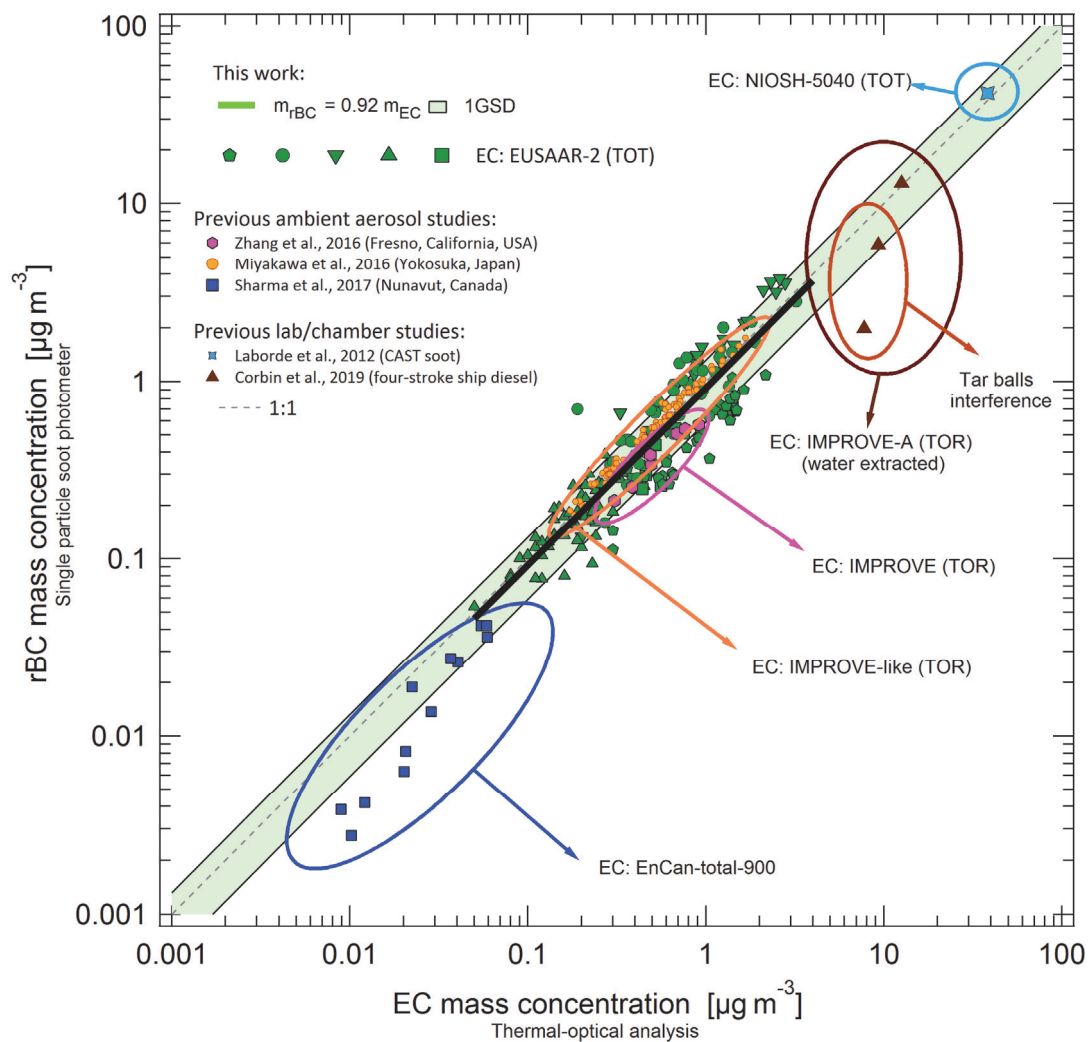 This work:
m_rBC = 0.92 m_EC 1GSD
EC: EUSAAR-2 (TOT)
Previous ambient aerosol studies:
Zhang et al., 2016 (Fresno, California, USA)
Miyakawa et al., 2016 (Yokosuka, Japan)
Sharma et al., 2017 (Nunavut, Canada)
Previous lab/chamber studies:
Laborde et al., 2012 (CAST soot)
Corbin et al., 2019 (four-stroke ship diesel)
1:1
EC: NIOSH-5040 (TOT)
Tar balls
interference
EC: IMPROVE-A (TOR)
(water extracted)
EC: IMPROVE (TOR)
EC: IMPROVE-like (TOR)
EC: EnCan-total-900
rBC mass concentration [µg m⁻³]
Single particle soot photometer
100
10
1
0.1
0.01
0.001
0.001 0.01 0.1 1 10 100
EC mass concentration [µg m⁻³]
Thermal-optical analysis